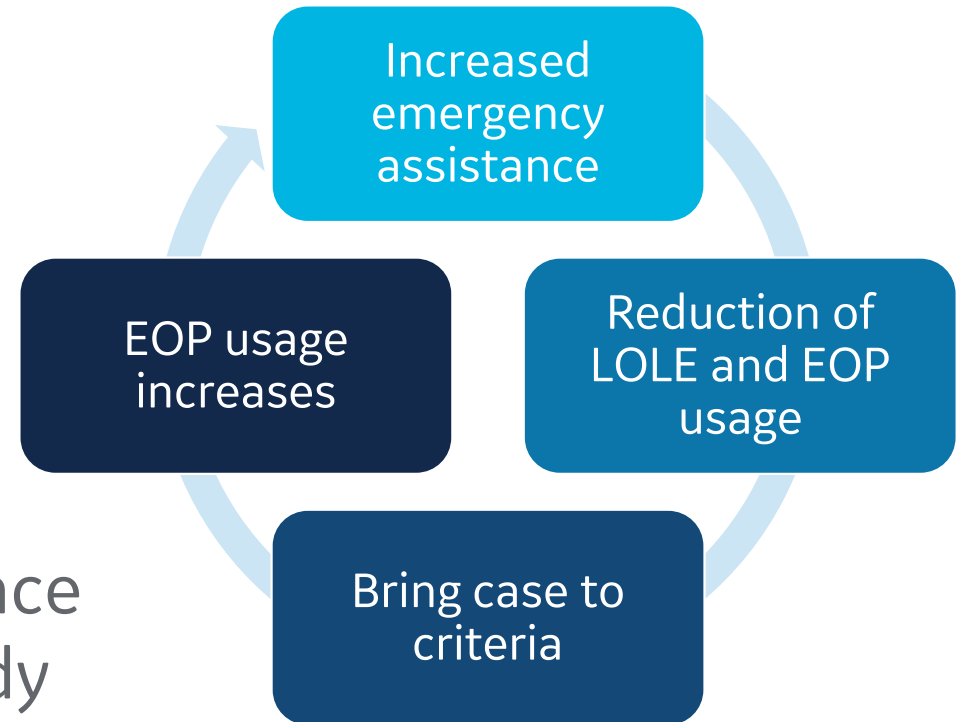 Increased
emergency
assistance
Reduction of
LOLE and EOP
usage
Bring case to
criteria
EOP usage
increases